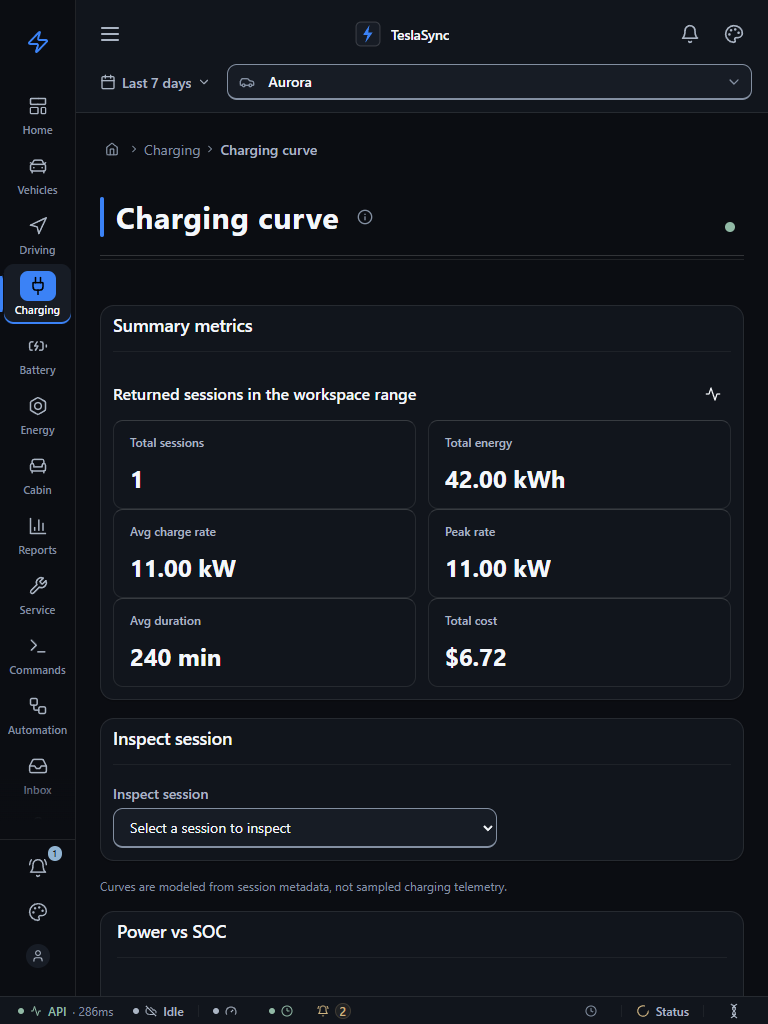 TeslaSync
Last 7 days
Aurora
Home
Vehicles
Driving
Charging
Battery
Energy
Cabin
Reports
Service
Commands
Automation
Inbox
1
Charging
Charging curve
Charging curve
Summary metrics
Returned sessions in the workspace range
Total sessions
1
Total energy
42.00 kWh
Avg charge rate
11.00 kW
Peak rate
11.00 kW
Avg duration
240 min
Total cost
$6.72
Inspect session
Inspect session
Select a session to inspect
Curves are modeled from session metadata, not sampled charging telemetry.
Power vs SOC
API · 286ms
Idle
2
Status